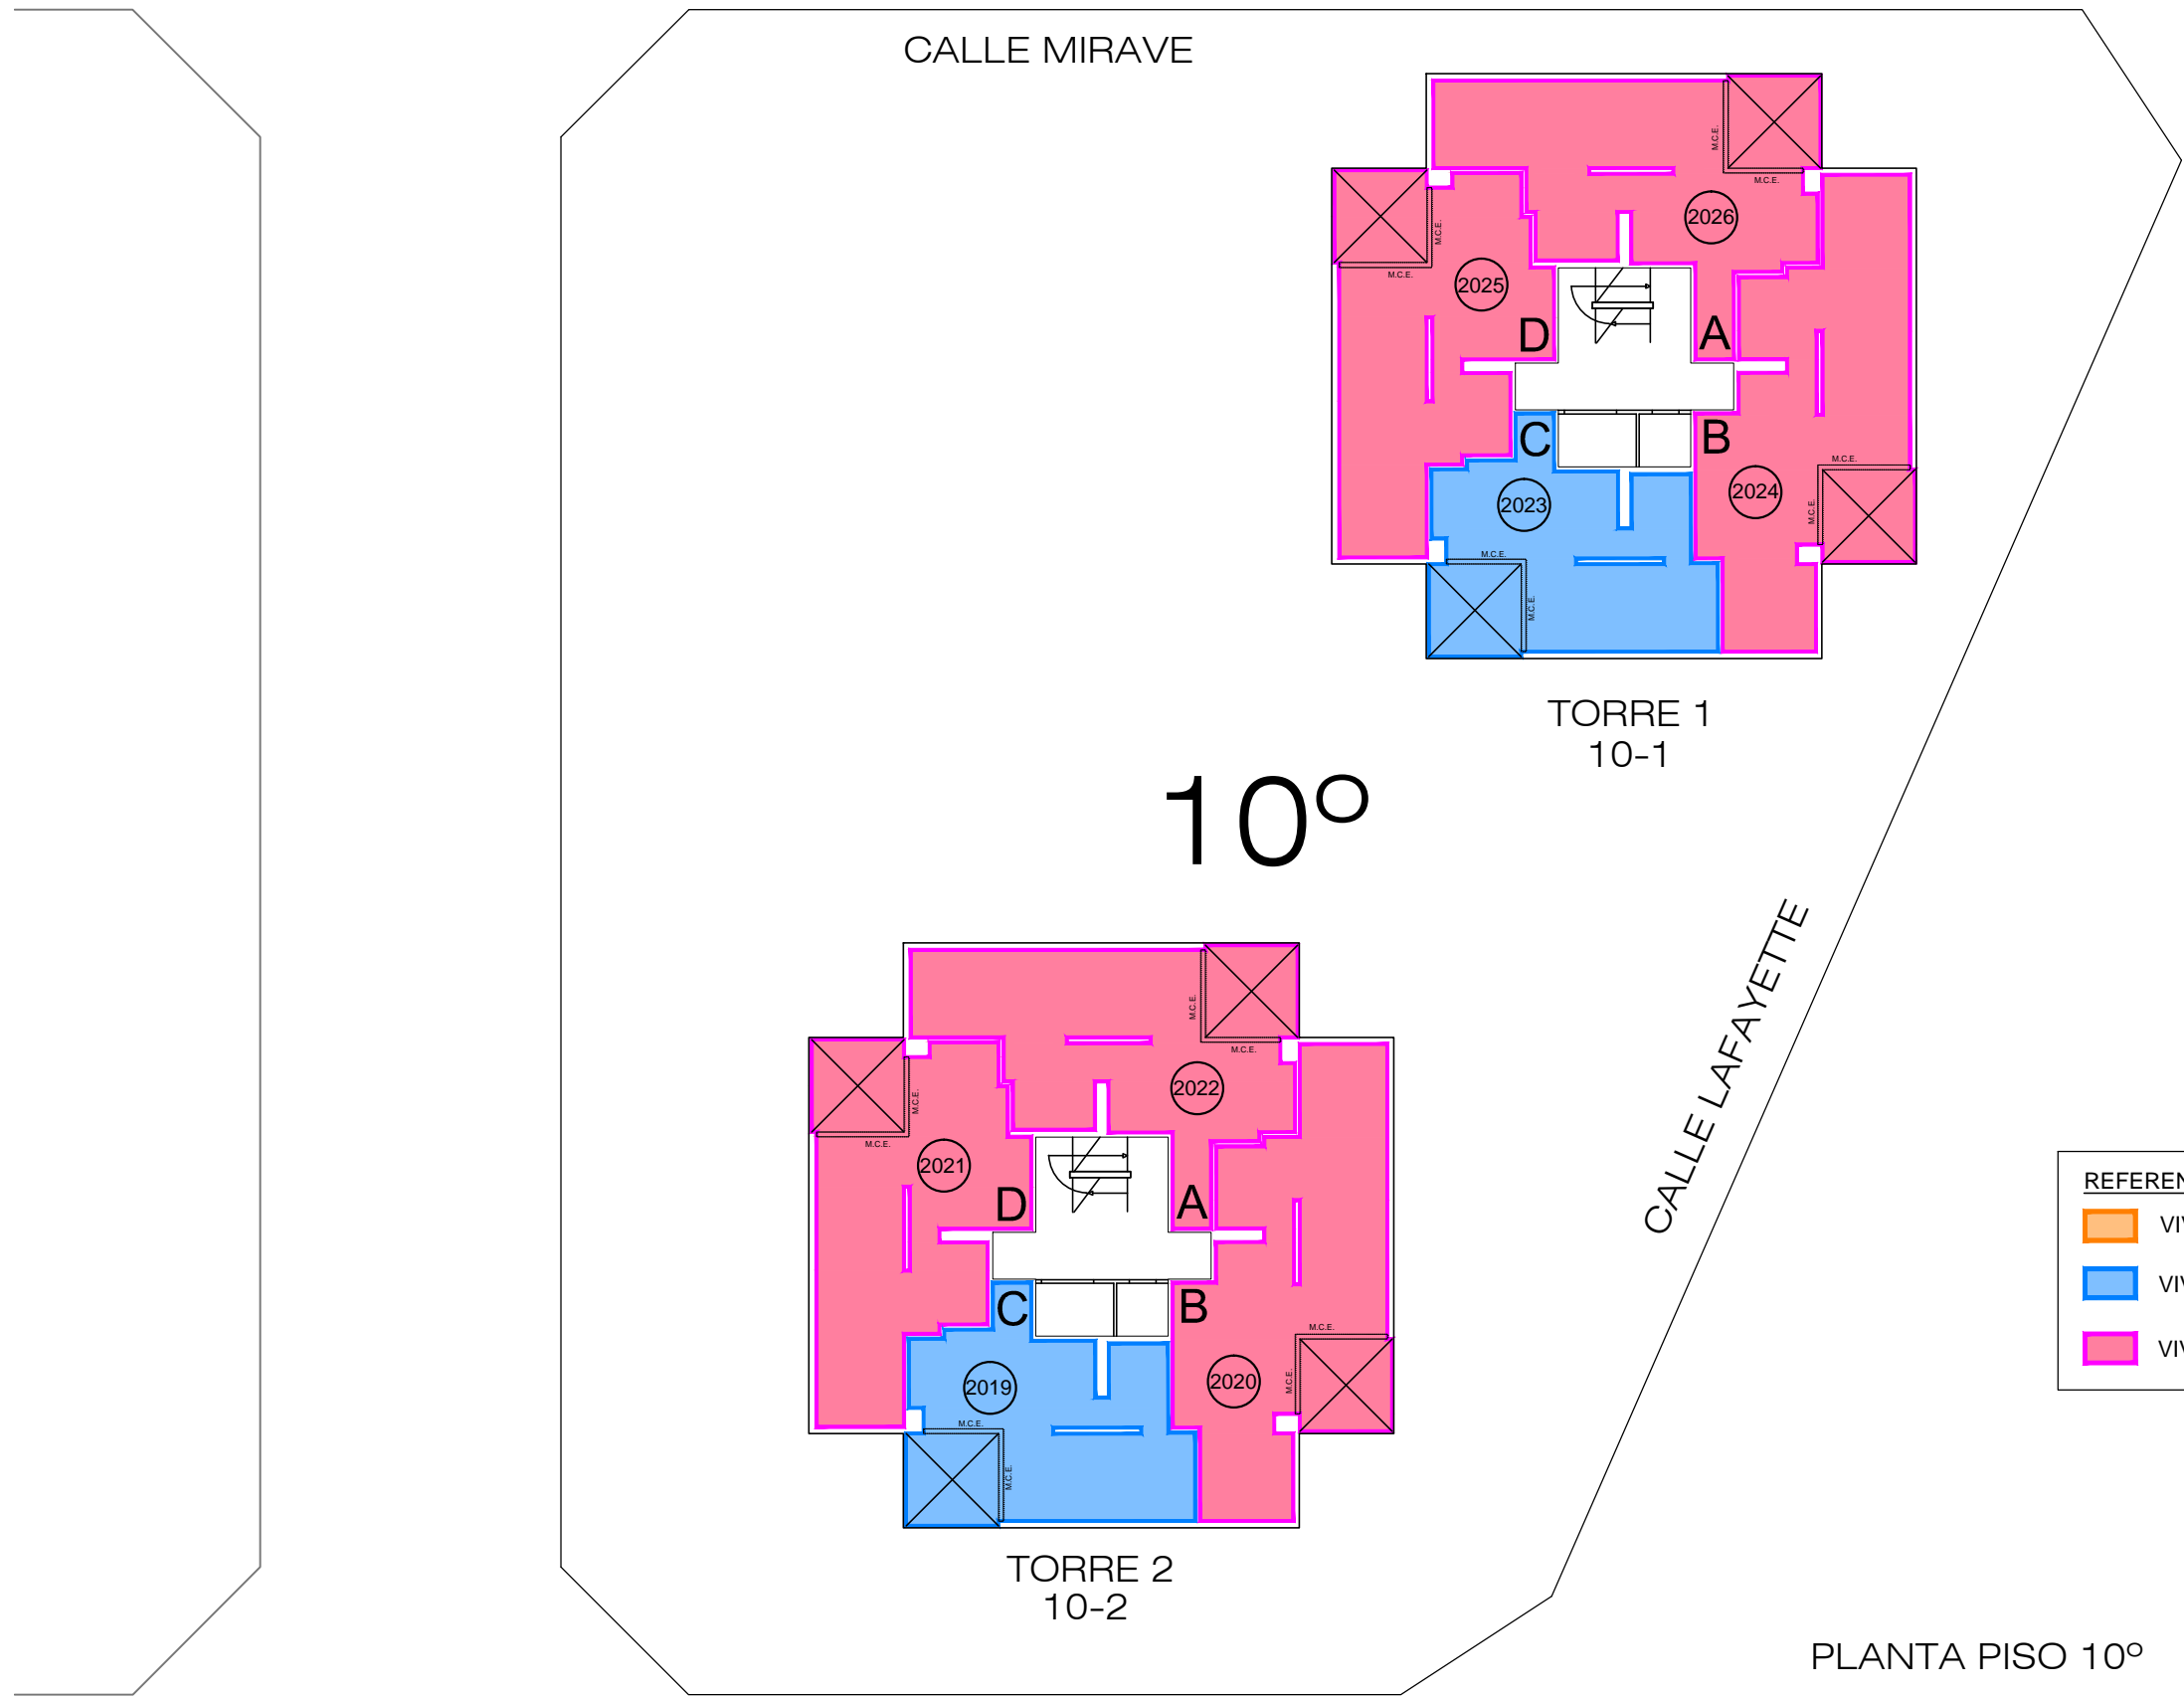 CALLE MIRAVE
M.C.E.
M.C.E.
2026
M.C.E.
M.C.E.
2025
D
A
C
B
M.C.E.
M.C.E.
2024
2023
M.C.E.
M.C.E.
TORRE 1
10-1
10º
CALLE LAFAYETTE
M.C.E.
M.C.E.
2022
M.C.E.
M.C.E.
2021
D
A
C
B
M.C.E.
M.C.E.
2020
2019
M.C.E.
M.C.E.
TORRE 2
10-2
PLANTA PISO 10º